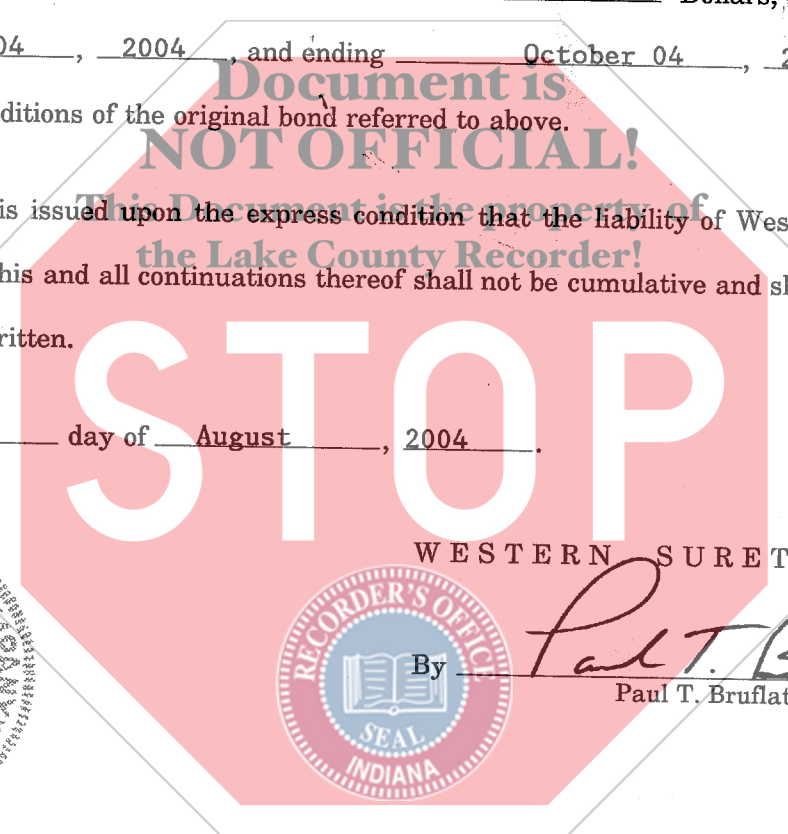 Dollars,
04 , 2004 , and ending October 04 ,
Document is
ditions of the original bond referred to above.
NOT OFFICIAL!
This Document is the property of
is issued upon the express condition that the liability of Wes
the Lake County Recorder!
his and all continuations thereof shall not be cumulative and sh
ritten.
STOP
day of August , 2004 .
WESTERN SURET
RECORDER'S OFFICE
SEAL
INDIANA
By Paul T. B
Paul T. Bruflat